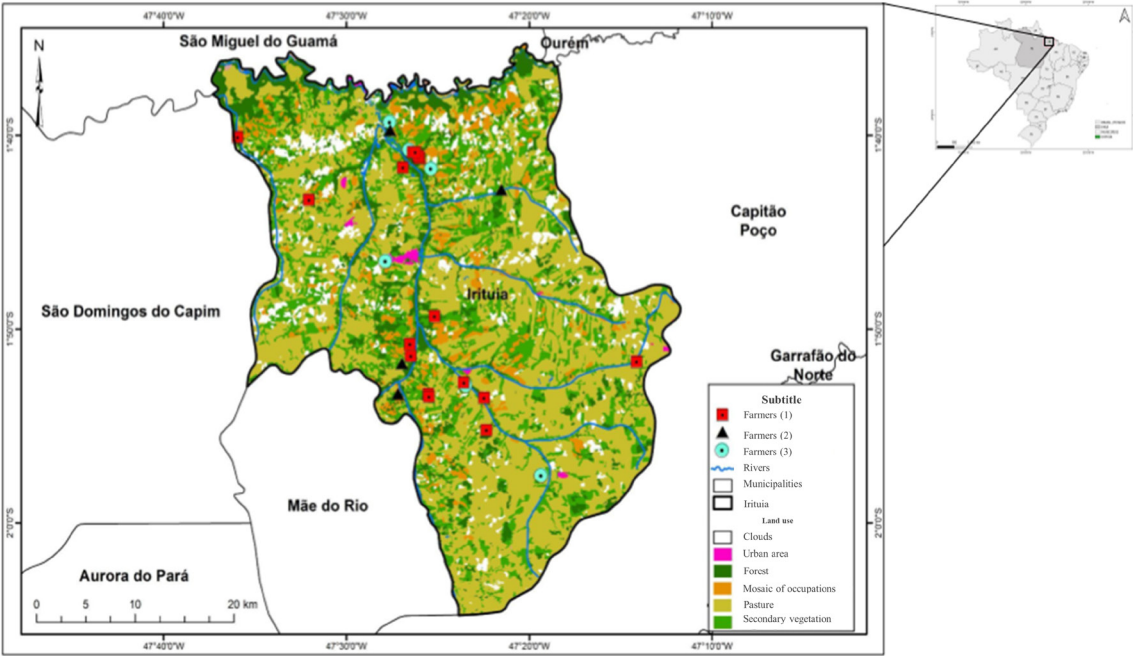 47°40'0"W 47°30'0"W 47°20'0"W 47°10'0"W
São Miguel do Guamá
Ourém
N
1°40'0"S
1°40'0"S
Capitão
Poço
Irituia
São Domingos do Capim
1°50'0"S
1°50'0"S
Garrafão do
Norte
Subtitle
Farmers (1)
Farmers (2)
Farmers (3)
Rivers
Municipalities
Irituia
Land use
Clouds
Urban area
Forest
Mosaic of occupations
Pasture
Secondary vegetation
Mãe do Rio
2°0'0"S
2°0'0"S
Aurora do Pará
0 5 10 20 km
47°40'0"W 47°30'0"W 47°20'0"W 47°10'0"W